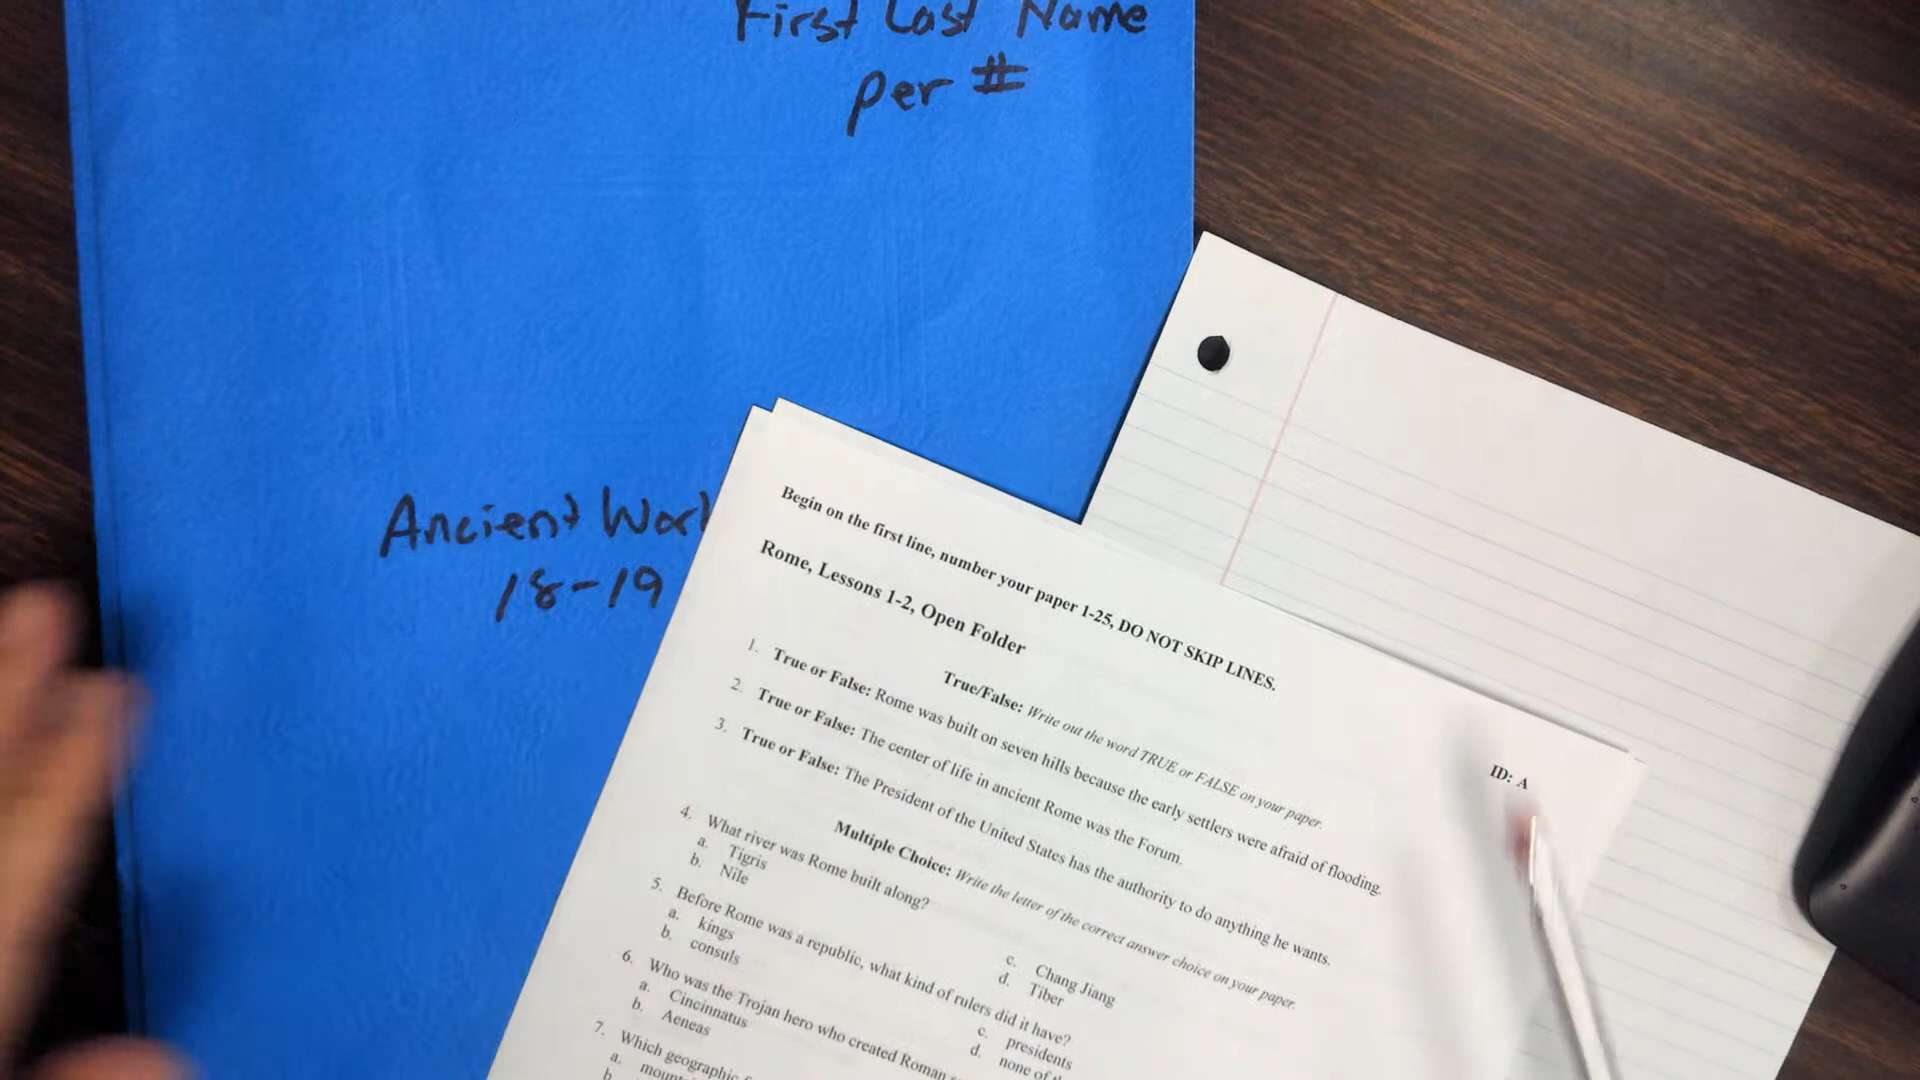 First Last Name
per #
Ancient
18-19
Begin on the first line, number your paper 1-25, DO NOT SKIP LINES.
Rome, Lessons 1-2, Open Folder
ID: A
True/False: Write out the word TRUE or FALSE on your paper.
1. True or False: Rome was built on seven hills because the early settlers were afraid of flooding.
2. True or False: The center of life in ancient Rome was the Forum.
3. True or False: The President of the United States has the authority to do anything he wants.
Multiple Choice: Write the letter of the correct answer choice on your paper.
4. What river was Rome built along?
a. Tigris
b. Nile
c. Chang Jiang
d. Tiber
5. Before Rome was a republic, what kind of rulers did it have?
a. kings
b. consuls
c. presidents
d. none of
6. Who was the Trojan hero who created Roman
a. Cincinnatus
b. Aeneas
7. Which geographic
a.
b.